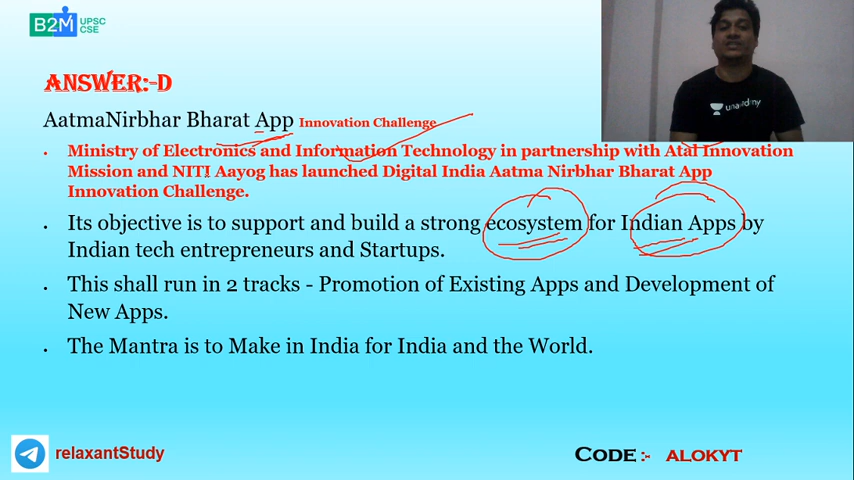 B2M UPSC
CSE
ANSWER:-D
AatmaNirbhar Bharat App Innovation Challenge
Ministry of Electronics and Information Technology in partnership with Atal Innovation
Mission and NITI Aayog has launched Digital India Aatma Nirbhar Bharat App
Innovation Challenge.
Its objective is to support and build a strong ecosystem for Indian Apps by
Indian tech entrepreneurs and Startups.
This shall run in 2 tracks - Promotion of Existing Apps and Development of
New Apps.
The Mantra is to Make in India for India and the World.
relaxantStudy
CODE :- ALOKYT